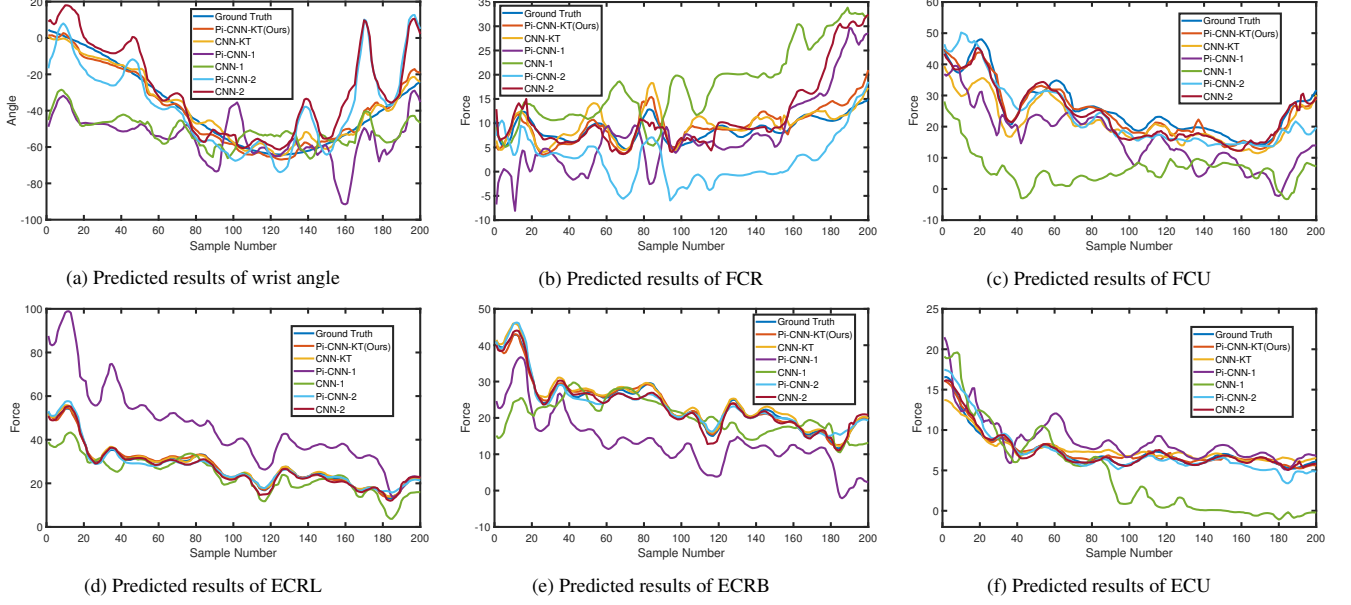 20
0
-20
-40
-60
-80
-100
Angle
0 20 40 60 80 100 120 140 160 180 200
Sample Number
Ground Truth
Pi-CNN-KT(Ours)
CNN-KT
Pi-CNN-1
CNN-1
Pi-CNN-2
CNN-2
(a) Predicted results of wrist angle
35
30
25
20
15
10
5
0
-5
-10
Force
0 20 40 60 80 100 120 140 160 180 200
Sample Number
Ground Truth
Pi-CNN-KT(Ours)
CNN-KT
Pi-CNN-1
CNN-1
Pi-CNN-2
CNN-2
(b) Predicted results of FCR
60
50
40
30
20
10
0
-10
Force
0 20 40 60 80 100 120 140 160 180 200
Sample Number
Ground Truth
Pi-CNN-KT(Ours)
CNN-KT
Pi-CNN-1
CNN-1
Pi-CNN-2
CNN-2
(c) Predicted results of FCU
100
80
60
40
20
0
Force
0 20 40 60 80 100 120 140 160 180 200
Sample Number
Ground Truth
Pi-CNN-KT(Ours)
CNN-KT
Pi-CNN-1
CNN-1
Pi-CNN-2
CNN-2
(d) Predicted results of ECRL
50
40
30
20
10
0
-10
Force
0 20 40 60 80 100 120 140 160 180 200
Sample Number
Ground Truth
Pi-CNN-KT(Ours)
CNN-KT
Pi-CNN-1
CNN-1
Pi-CNN-2
CNN-2
(e) Predicted results of ECRB
25
20
15
10
5
0
Force
0 20 40 60 80 100 120 140 160 180 200
Sample Number
Ground Truth
Pi-CNN-KT(Ours)
CNN-KT
Pi-CNN-1
CNN-1
Pi-CNN-2
CNN-2
(f) Predicted results of ECU